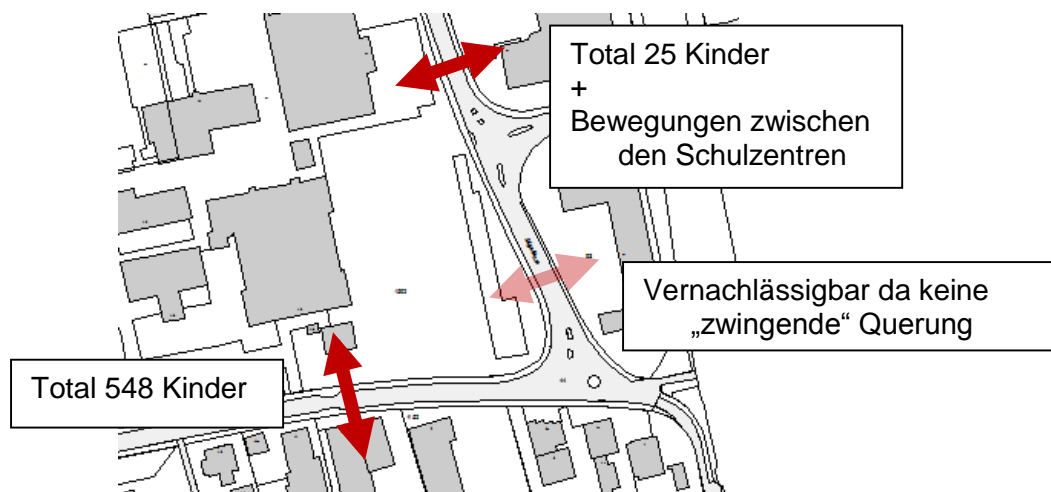 Total 25 Kinder
+
Bewegungen zwischen
den Schulzentren
Vernachlässigbar da keine
„zwingende“ Querung
Total 548 Kinder